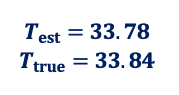 T_est = 33.78
T_true = 33.84